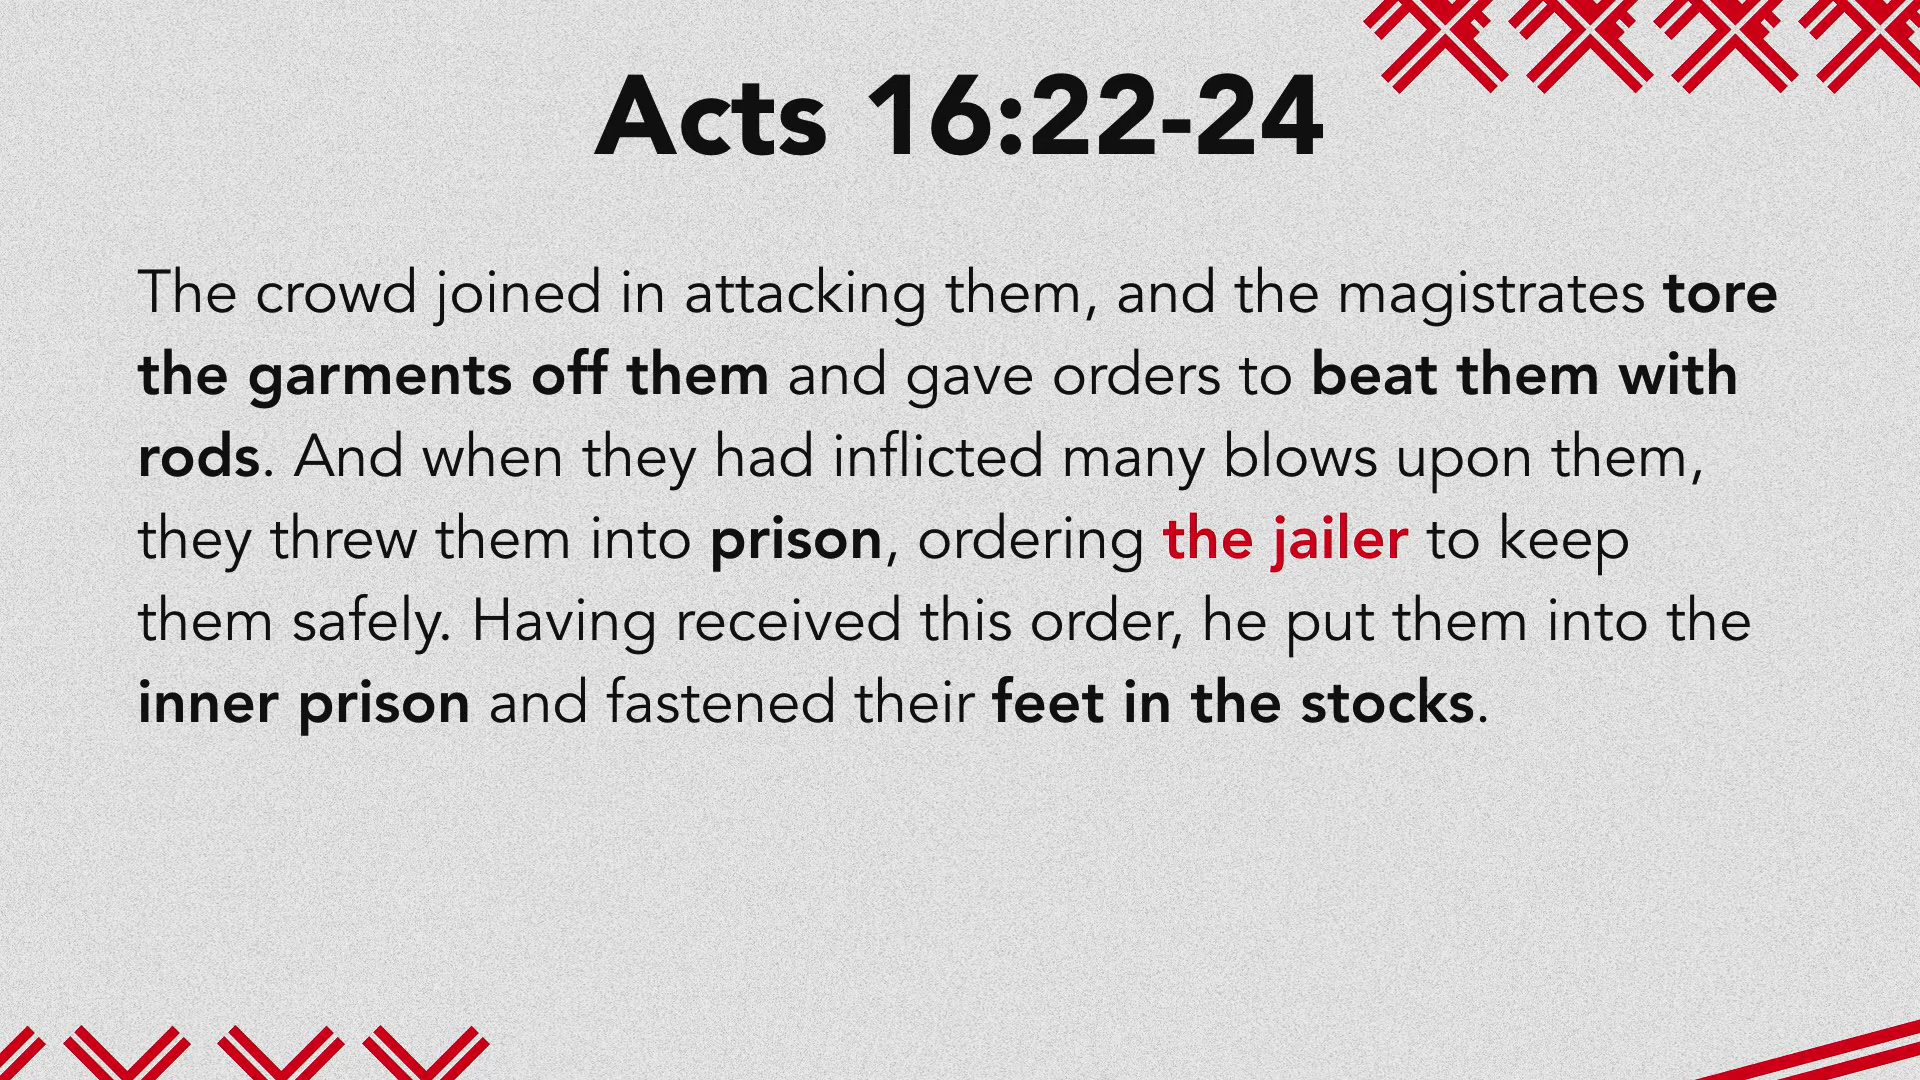 Acts 16:22-24
The crowd joined in attacking them, and the magistrates tore
the garments off them and gave orders to beat them with
rods. And when they had inflicted many blows upon them,
they threw them into prison, ordering the jailer to keep
them safely. Having received this order, he put them into the
inner prison and fastened their feet in the stocks.